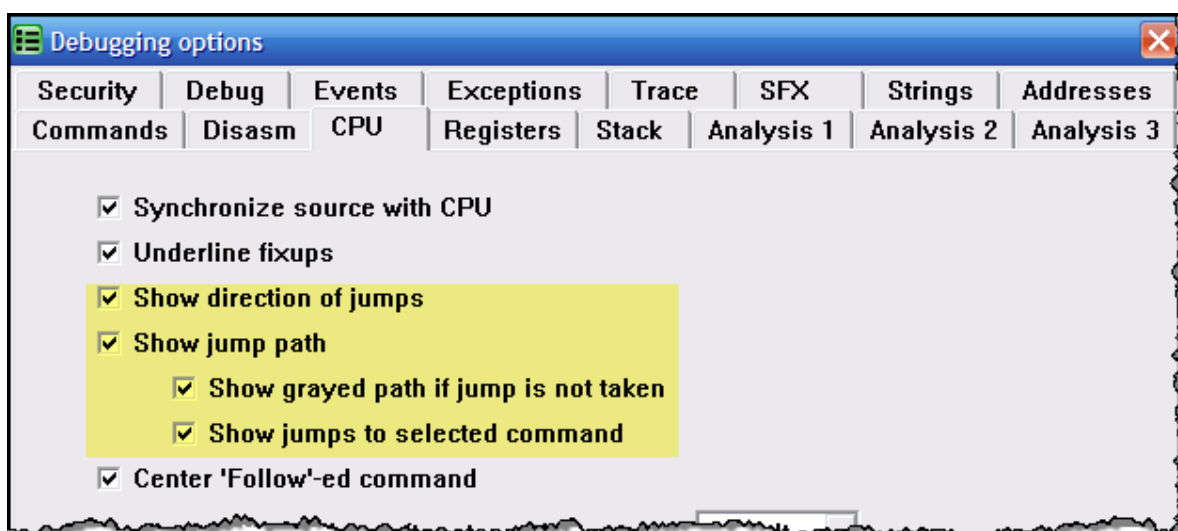 Debugging options
Security Debug Events Exceptions Trace SFX Strings Addresses
Commands Disasm CPU Registers Stack Analysis 1 Analysis 2 Analysis 3
Synchronize source with CPU
Underline fixups
Show direction of jumps
Show jump path
Show grayed path if jump is not taken
Show jumps to selected command
Center 'Follow'-ed command